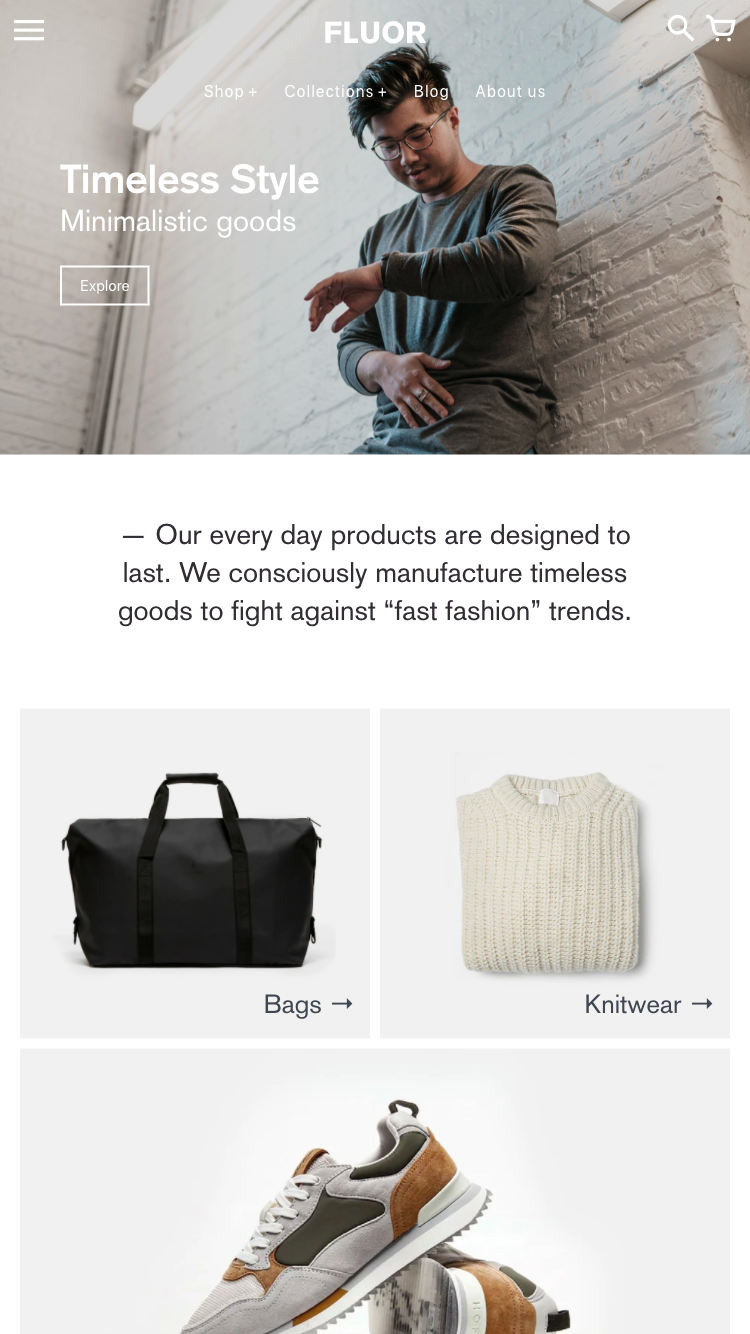 FLUOR
Shop +
Collections +
Blog
About us
Timeless Style
Minimalistic goods
Explore
— Our every day products are designed to
last. We consciously manufacture timeless
goods to fight against “fast fashion” trends.
Bags →
Knitwear →